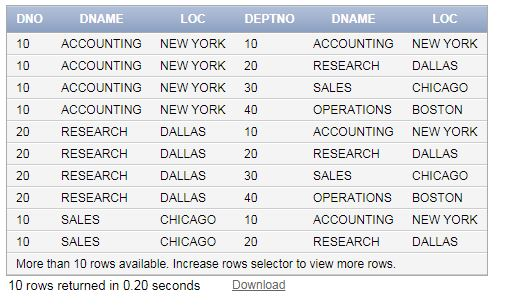 DNO DNAME LOC DEPTNO DNAME LOC
10 ACCOUNTING NEW YORK 10 ACCOUNTING NEW YORK
10 ACCOUNTING NEW YORK 20 RESEARCH DALLAS
10 ACCOUNTING NEW YORK 30 SALES CHICAGO
10 ACCOUNTING NEW YORK 40 OPERATIONS BOSTON
20 RESEARCH DALLAS 10 ACCOUNTING NEW YORK
20 RESEARCH DALLAS 20 RESEARCH DALLAS
20 RESEARCH DALLAS 30 SALES CHICAGO
20 RESEARCH DALLAS 40 OPERATIONS BOSTON
10 SALES CHICAGO 10 ACCOUNTING NEW YORK
10 SALES CHICAGO 20 RESEARCH DALLAS
More than 10 rows available. Increase rows selector to view more rows.
10 rows returned in 0.20 seconds Download